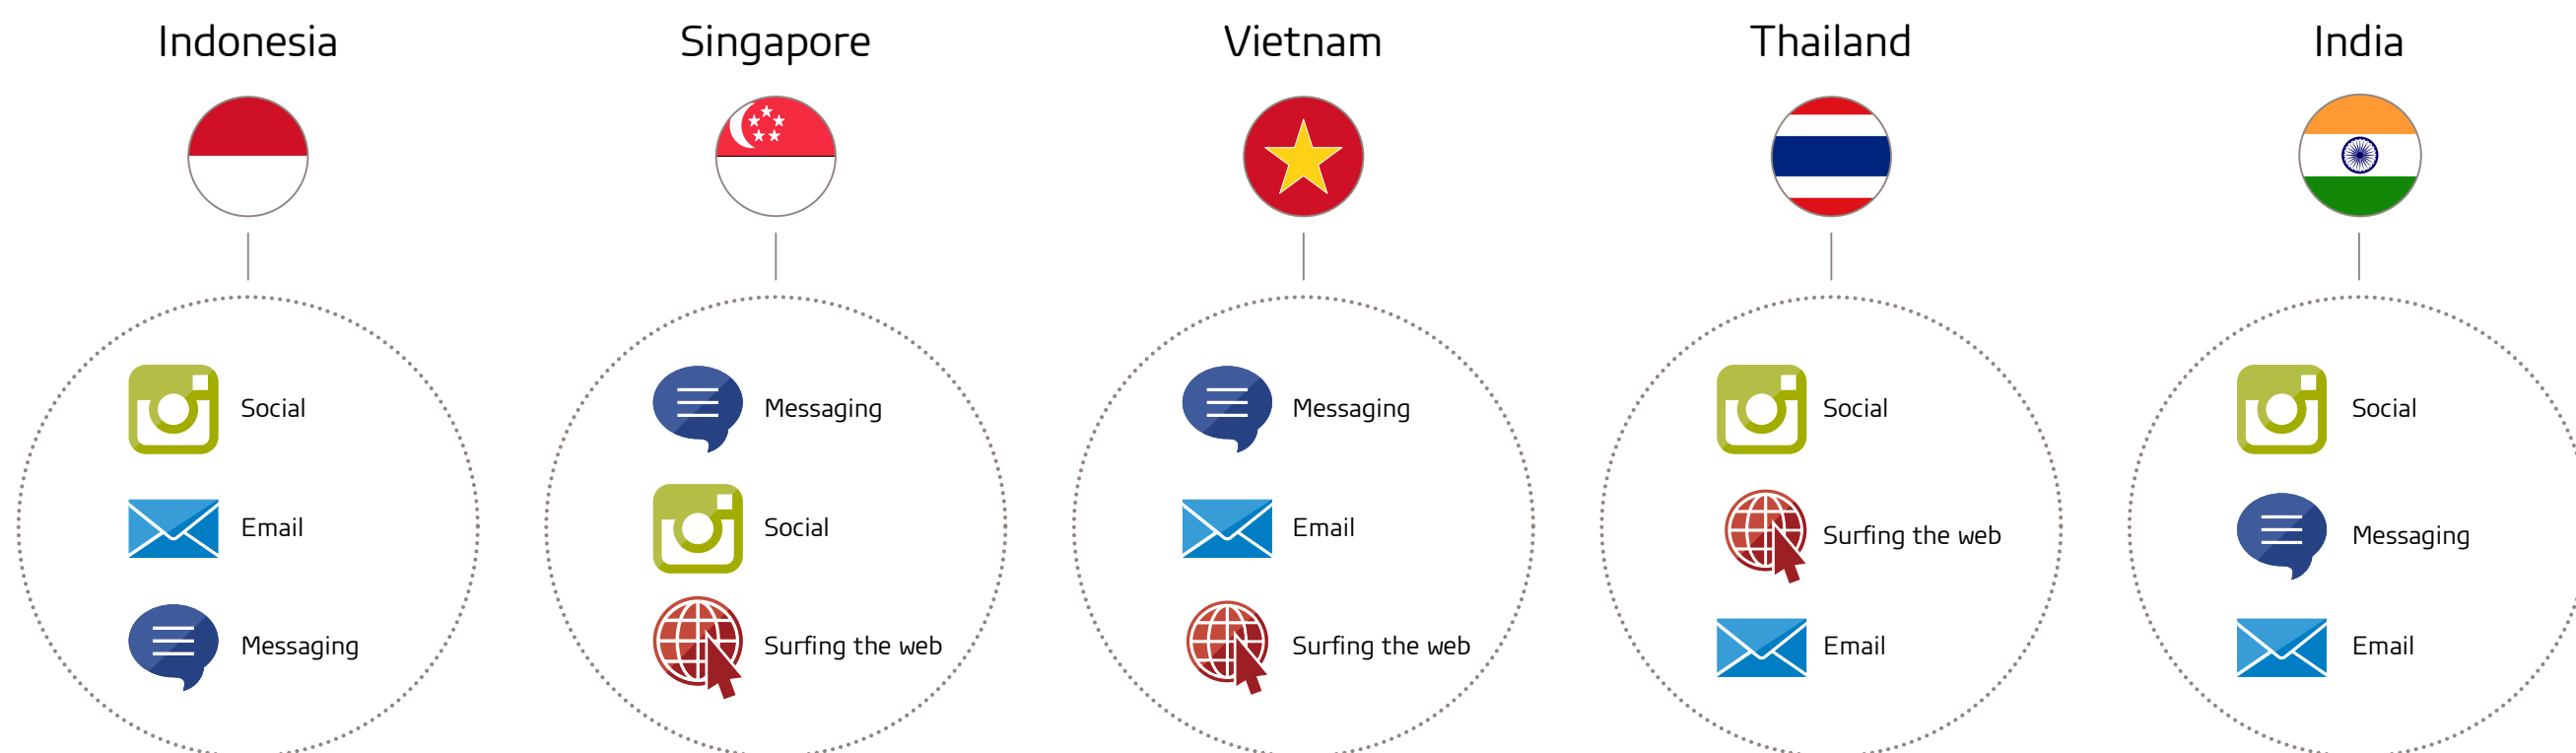 Indonesia
Singapore
Vietnam
Thailand
India
Social
Email
Messaging
Messaging
Social
Surfing the web
Messaging
Email
Surfing the web
Social
Surfing the web
Email
Social
Messaging
Email